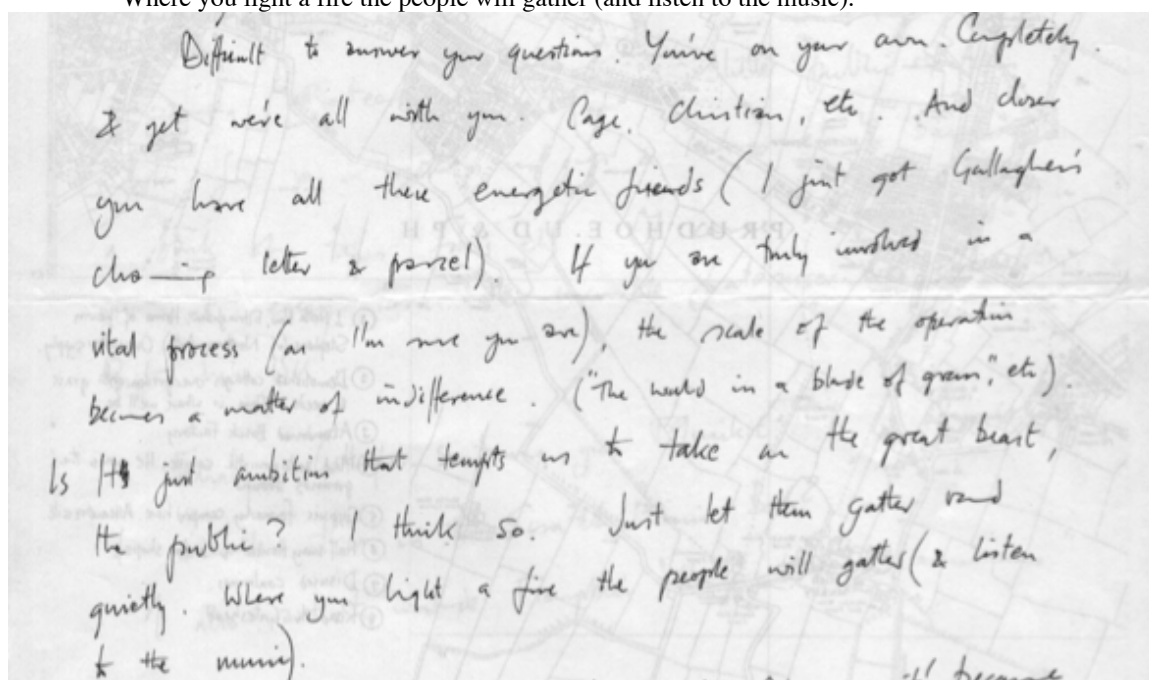 Where you light a fire the people will gather (and listen to the music).
Difficult to answer your questions. You're on your own. Completely.
& yet we're all with you. Cage, Christian, etc. And closer
you have all these energetic friends (I just got Gallagher's
letter & parcel). If you are truly involved in a
vital process (as I'm sure you are), the scale of the operation
becomes a matter of indifference. ("The world in a blade of grass", etc).
Is it just ambition that tempts us to take on the great beast,
the public? I think so. Just let them gather round
quietly. Where you light a fire the people will gather (& listen
to the music).
PRUDHOE. UD & PH